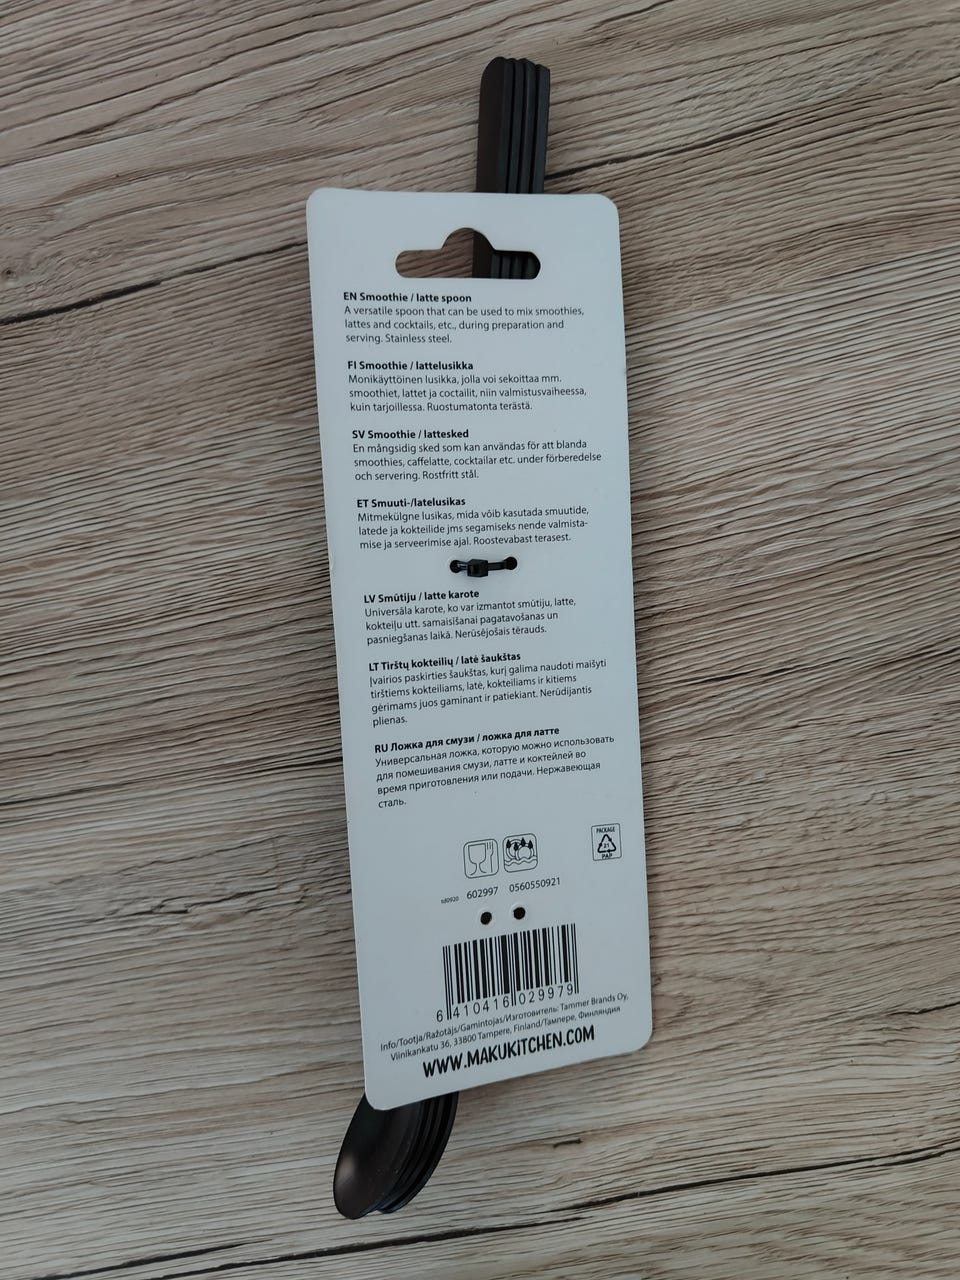 EN Smoothie / latte spoon
A versatile spoon that can be used to mix smoothies,
lattes and cocktails, etc., during preparation and
serving. Stainless steel.
FI Smoothie / lattelusikka
Monikäyttöinen lusikka, jolla voi sekoittaa mm.
smoothiet, lattet ja coctailit, niin valmistusvaiheessa,
kuin tarjoillessa. Ruostumatonta terästä.
SV Smoothie / lattesked
En mångsidig sked som kan användas för att blanda
smoothies, caffelatte, cocktailar etc. under förberedelse
och servering. Rostfritt stål.
ET Smuuti-/latelusikas
Mitmekülgne lusikas, mida võib kasutada smuutide,
latede ja kokteilide jms segamiseks nende valmista-
mise ja serveerimise ajal. Roostevabast terasest.
LV Smūtiju / latte karote
Universāla karote, ko var izmantot smūtiju, latte,
kokteiļu utt. samaisīšanai pagatavošanas un
pasniegšanas laikā. Nerūsējošais tērauds.
LT Tirštų kokteilių / latė šaukštas
Įvairios paskirties šaukštas, kurį galima naudoti maišyti
tirštiems kokteiliams, latė, kokteiliams ir kitiems
gėrimams juos gaminant ir patiekiant. Nerūdijantis
plienas.
RU Ложка для смузи / ложка для латте
Универсальная ложка, которую можно использовать
для помешивания смузи, латте и коктейлей во
время приготовления или подачи. Нержавеющая
сталь.
PACKAGE
21
PAP
td0920 602997 0560550921
6 410416 029979
Info/Tootja/Ražotājs/Gamintojas/Изготовитель: Tammer Brands Oy,
Viinikankatu 36, 33800 Tampere, Finland/Тампере, Финляндия
WWW.MAKUKITCHEN.COM